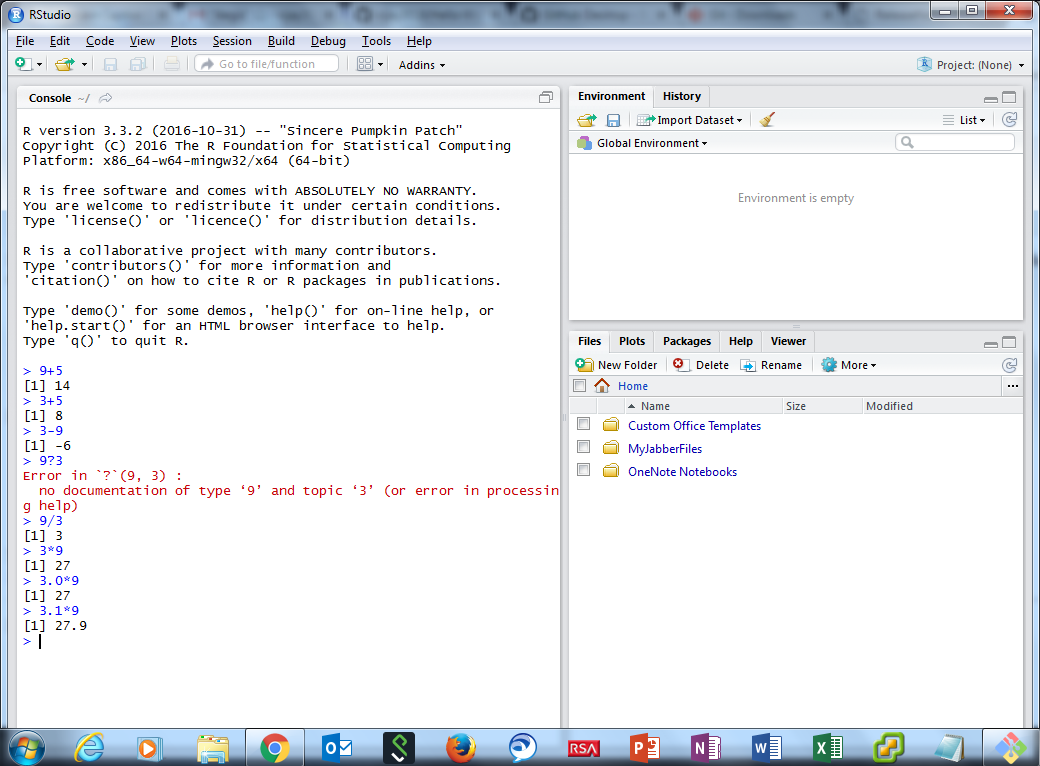 RStudio
File Edit Code View Plots Session Build Debug Tools Help
Go to file/function Addins Project: (None)
Console ~/
R version 3.3.2 (2016-10-31) -- "Sincere Pumpkin Patch"
Copyright (C) 2016 The R Foundation for Statistical Computing
Platform: x86_64-w64-mingw32/x64 (64-bit)
R is free software and comes with ABSOLUTELY NO WARRANTY.
You are welcome to redistribute it under certain conditions.
Type 'license()' or 'licence()' for distribution details.
R is a collaborative project with many contributors.
Type 'contributors()' for more information and
'citation()' on how to cite R or R packages in publications.
Type 'demo()' for some demos, 'help()' for on-line help, or
'help.start()' for an HTML browser interface to help.
Type 'q()' to quit R.
> 9+5
[1] 14
> 3+5
[1] 8
> 3-9
[1] -6
> 9?3
Error in `?`(9, 3) :
  no documentation of type ‘9’ and topic ‘3’ (or error in processin
g help)
> 9/3
[1] 3
> 3*9
[1] 27
> 3.0*9
[1] 27
> 3.1*9
[1] 27.9
>
Environment History
Import Dataset List
Global Environment
Environment is empty
Files Plots Packages Help Viewer
New Folder Delete Rename More
Home ...
Name Size Modified
Custom Office Templates
MyJabberFiles
OneNote Notebooks
RSA